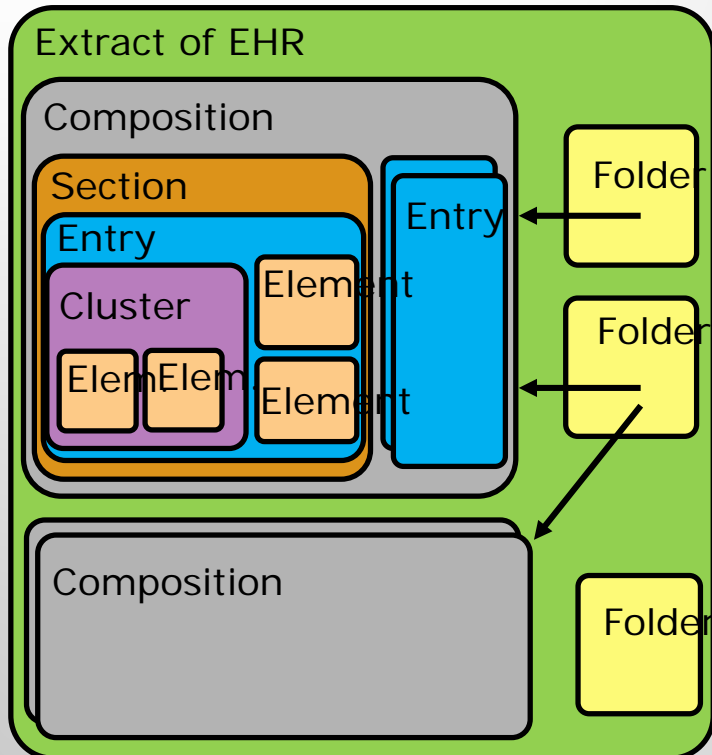 Extract of EHR
Composition
Folder
Section
Entry
Entry
Element
Cluster
Folder
Elem.
Elem.
Element
Composition
Folder